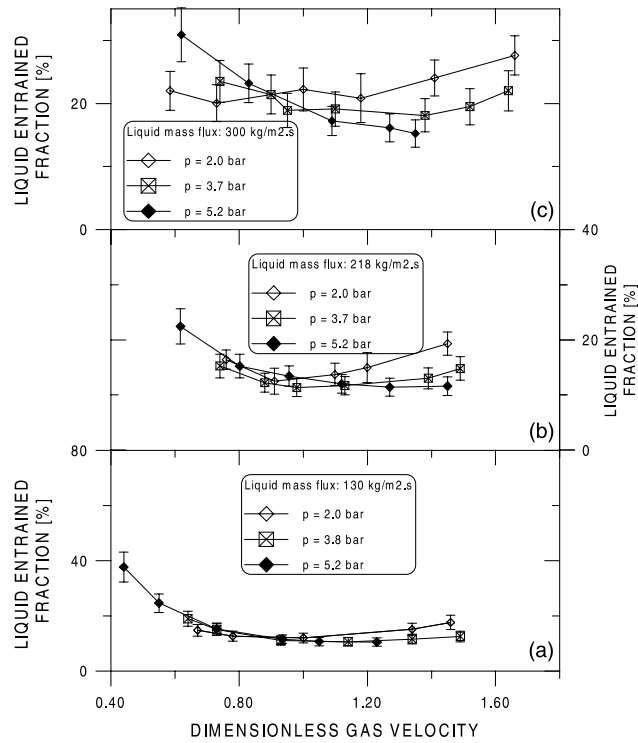 LIQUID ENTRAINED
FRACTION [%]
20
0
Liquid mass flux: 300 kg/m2.s
p = 2.0 bar
p = 3.7 bar
p = 5.2 bar
(c)
40
20
0
LIQUID ENTRAINED
FRACTION [%]
Liquid mass flux: 218 kg/m2.s
p = 2.0 bar
p = 3.7 bar
p = 5.2 bar
(b)
LIQUID ENTRAINED
FRACTION [%]
80
40
0
Liquid mass flux: 130 kg/m2.s
p = 2.0 bar
p = 3.8 bar
p = 5.2 bar
(a)
0.40 0.80 1.20 1.60
DIMENSIONLESS GAS VELOCITY